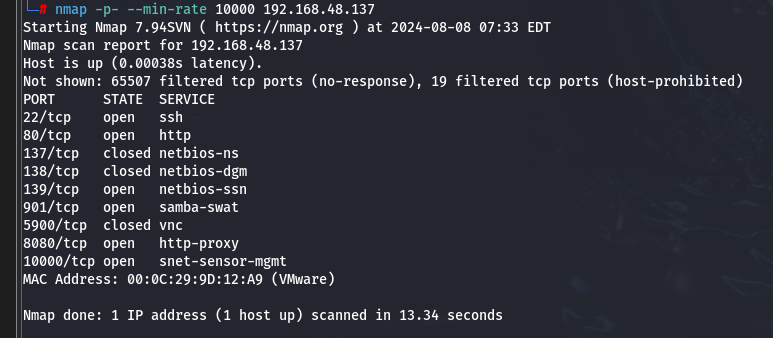 └─# nmap -p- --min-rate 10000 192.168.48.137
Starting Nmap 7.94SVN ( https://nmap.org ) at 2024-08-08 07:33 EDT
Nmap scan report for 192.168.48.137
Host is up (0.00038s latency).
Not shown: 65507 filtered tcp ports (no-response), 19 filtered tcp ports (host-prohibited)
PORT      STATE  SERVICE
22/tcp    open   ssh
80/tcp    open   http
137/tcp   closed netbios-ns
138/tcp   closed netbios-dgm
139/tcp   open   netbios-ssn
901/tcp   open   samba-swat
5900/tcp  closed vnc
8080/tcp  open   http-proxy
10000/tcp open   snet-sensor-mgmt
MAC Address: 00:0C:29:9D:12:A9 (VMware)
Nmap done: 1 IP address (1 host up) scanned in 13.34 seconds